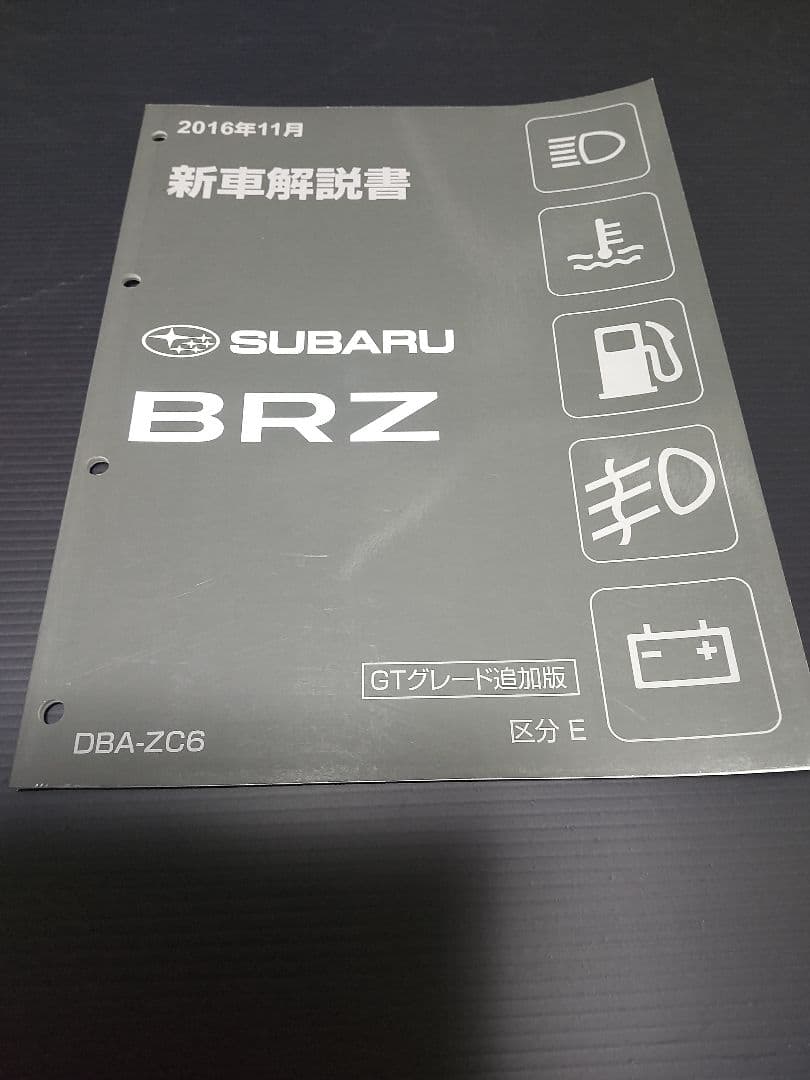 2016年11月
新車解説書
SUBARU
BRZ
GTグレード追加版
区分 E
DBA-ZC6